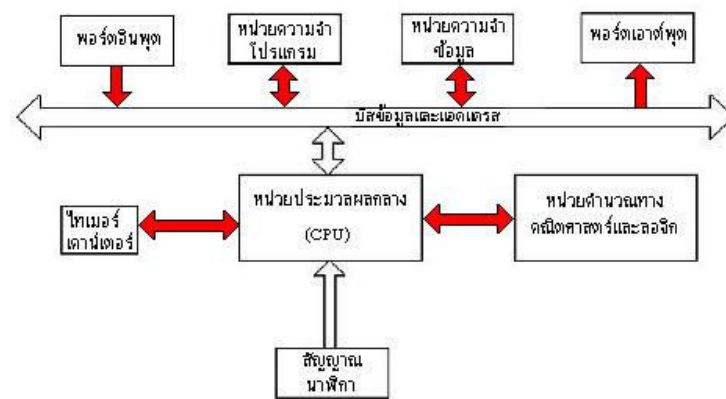 พอร์ตอินพุต
หน่วยความจำ
โปรแกรม
หน่วยความจำ
ข้อมูล
พอร์ตเอาต์พุต
บัสข้อมูลและแอดเดรส
ไทเมอร์
เคาน์เตอร์
หน่วยประมวลผลกลาง
(CPU)
หน่วยคำนวณทาง
คณิตศาสตร์และลอจิก
สัญญาณ
นาฬิกา